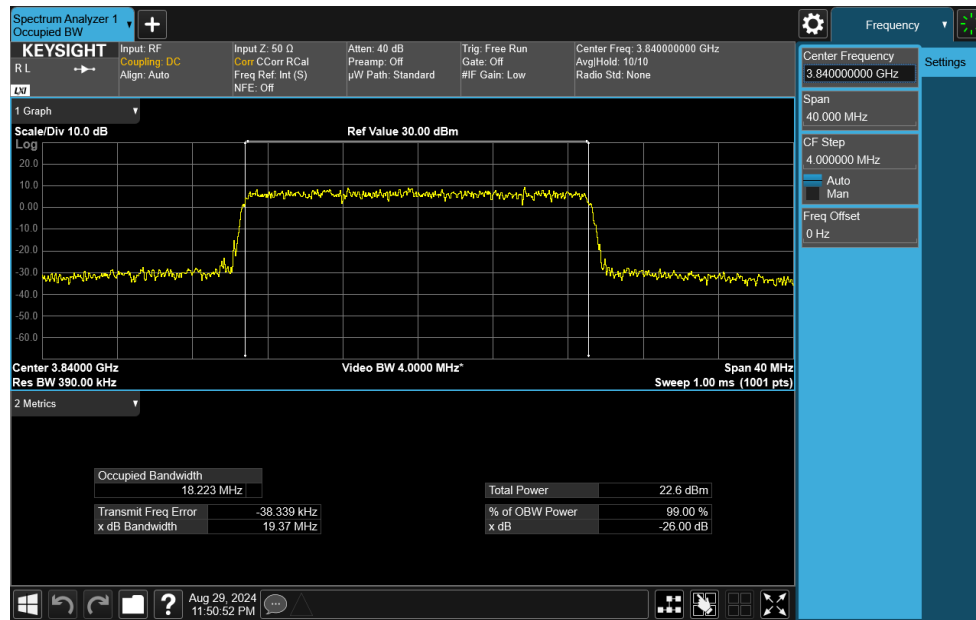 Spectrum Analyzer 1
Occupied BW
Frequency
KEYSIGHT
R L
LXI
Input: RF
Coupling: DC
Align: Auto
Input Z: 50 Ω
Corr CCorr RCal
Freq Ref: Int (S)
NFE: Off
Atten: 40 dB
Preamp: Off
µW Path: Standard
Trig: Free Run
Gate: Off
#IF Gain: Low
Center Freq: 3.840000000 GHz
Avg|Hold: 10/10
Radio Std: None
Center Frequency
3.840000000 GHz
Settings
Span
40.000 MHz
CF Step
4.000000 MHz
Auto
Man
Freq Offset
0 Hz
1 Graph
Scale/Div 10.0 dB
Ref Value 30.00 dBm
Log
20.0
10.0
0.00
-10.0
-20.0
-30.0
-40.0
-50.0
-60.0
Center 3.84000 GHz
Video BW 4.0000 MHz*
Span 40 MHz
Res BW 390.00 kHz
Sweep 1.00 ms (1001 pts)
2 Metrics
Occupied Bandwidth
18.223 MHz
Total Power 22.6 dBm
Transmit Freq Error -38.339 kHz
% of OBW Power 99.00 %
x dB Bandwidth 19.37 MHz
x dB -26.00 dB
?
Aug 29, 2024
11:50:52 PM